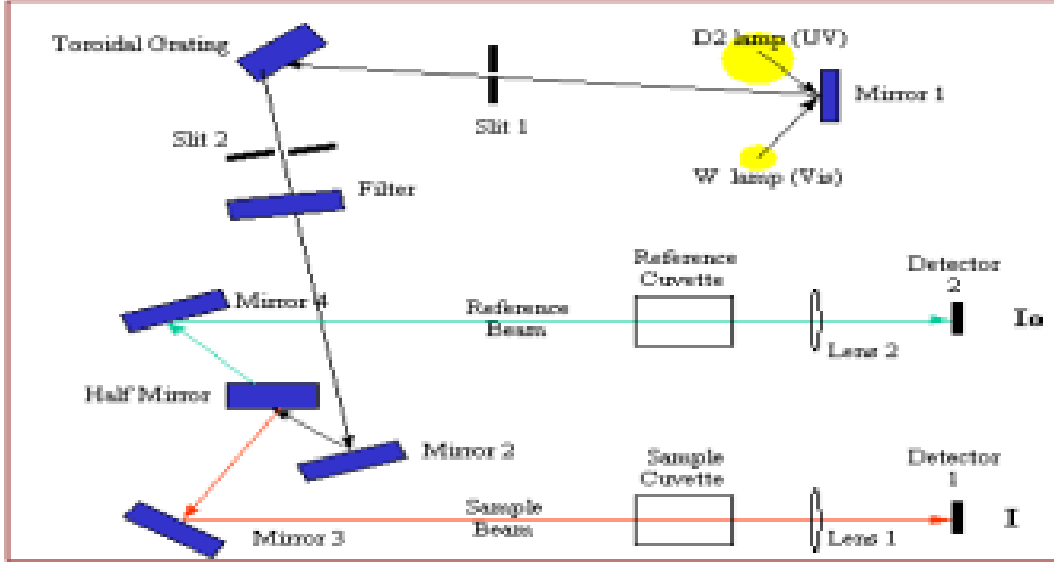 D2 lamp (UV)
Toroidal Grating
Mirror 1
Slit 1
Slit 2
W lamp (Vis)
Filter
Reference
Cuvette
Detector
2
Mirror 4
Reference
Beam
Io
Lens 2
Half Mirror
Mirror 2
Sample
Cuvette
Detector
1
Sample
Beam
I
Lens 1
Mirror 3